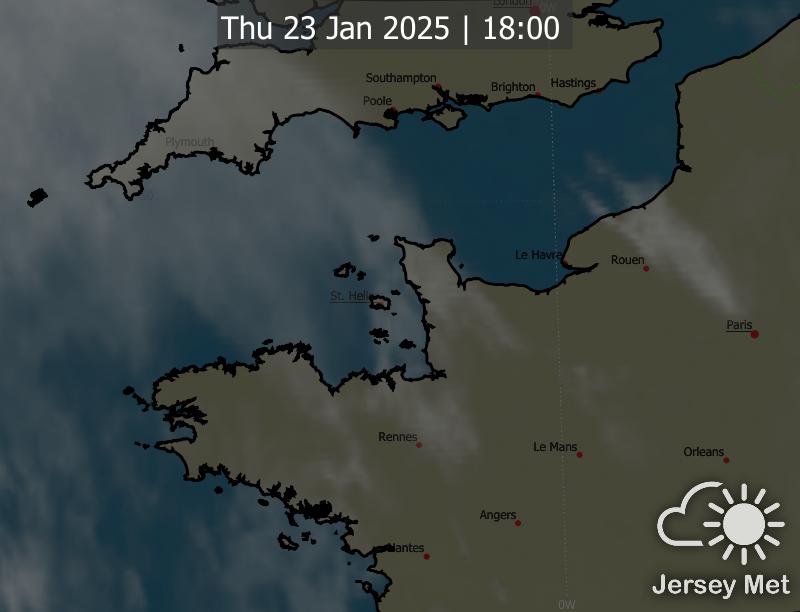 London
0W
Thu 23 Jan 2025 | 18:00
Southampton
Brighton
Hastings
Poole
Plymouth
Le Havre
Rouen
St. Heli
Paris
Rennes
Le Mans
Orleans
Angers
Nantes
Jersey Met
0W